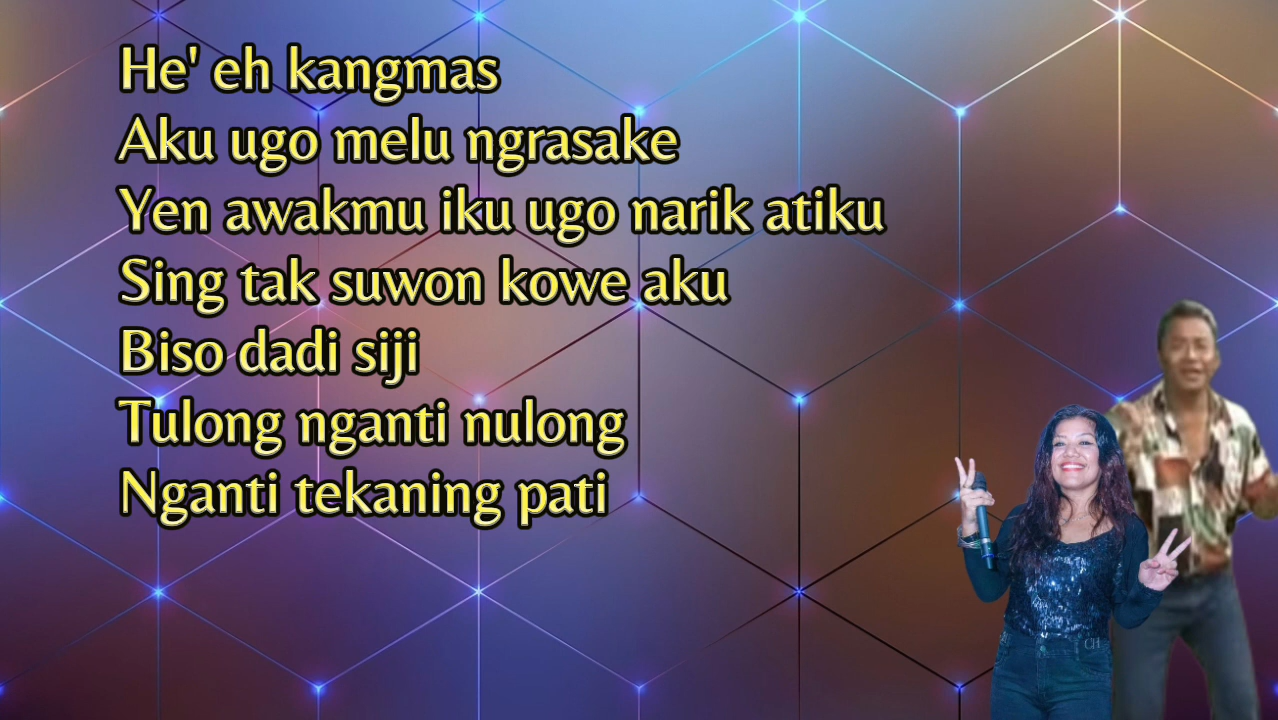 He' eh kangmas
Aku ugo melu ngrasake
Yen awakmu iku ugo narik atiku
Sing tak suwon kowe aku
Biso dadi siji
Tulong nganti nulong
Nganti tekaning pati
CH